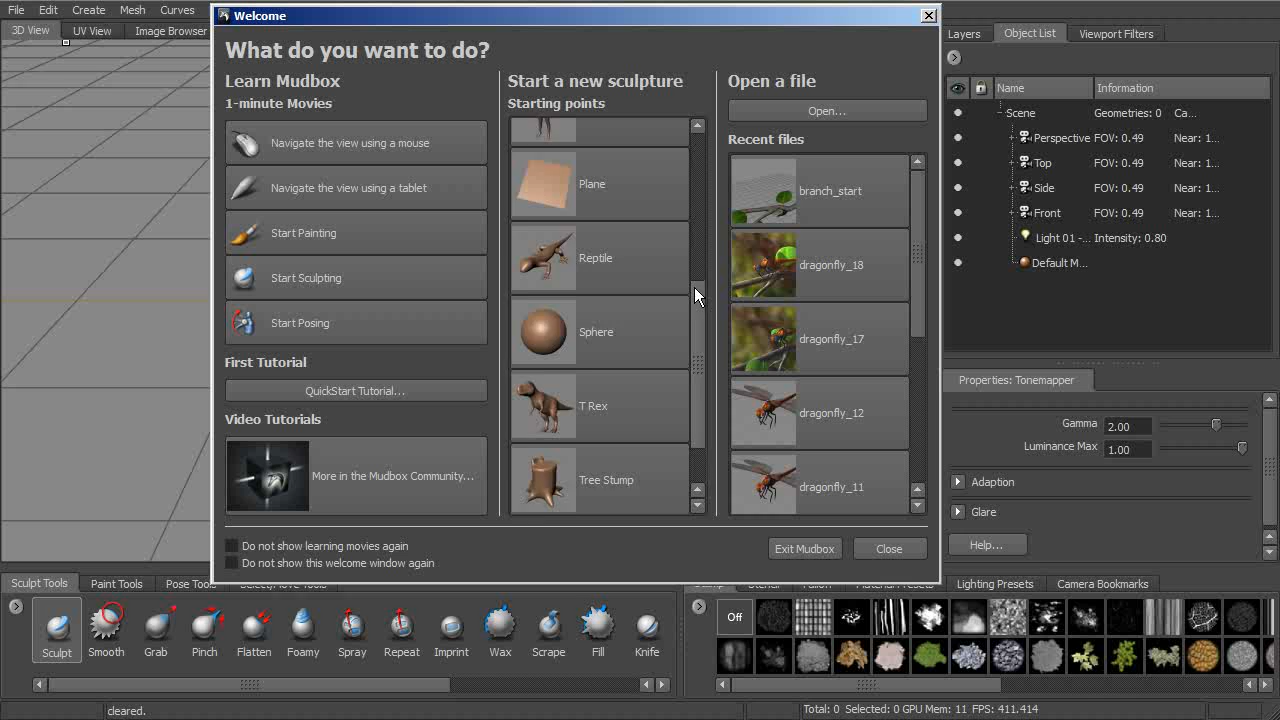 File Edit Create Mesh Curves
Welcome
3D View UV View Image Browser
Layers Object List Viewport Filters
What do you want to do?
Learn Mudbox
1-minute Movies
Navigate the view using a mouse
Navigate the view using a tablet
Start Painting
Start Sculpting
Start Posing
First Tutorial
QuickStart Tutorial...
Video Tutorials
More in the Mudbox Community...
Start a new sculpture
Starting points
Plane
Reptile
Sphere
T Rex
Tree Stump
Open a file
Open...
Recent files
branch_start
dragonfly_18
dragonfly_17
dragonfly_12
dragonfly_11
Do not show learning movies again
Do not show this welcome window again
Exit Mudbox Close
Name Information
Scene Geometries: 0 Ca...
Perspective FOV: 0.49 Near: 1...
Top FOV: 0.49 Near: 1...
Side FOV: 0.49 Near: 1...
Front FOV: 0.49 Near: 1...
Light 01 -... Intensity: 0.80
Default M...
Properties: Tonemapper
Gamma 2.00
Luminance Max 1.00
Adaption
Glare
Help...
Sculpt Tools Paint Tools Pose Tools Select/Move Tools
Stamp Stencil Falloff Material Presets Lighting Presets Camera Bookmarks
Sculpt Smooth Grab Pinch Flatten Foamy Spray Repeat Imprint Wax Scrape Fill Knife
Off
cleared.
Total: 0 Selected: 0 GPU Mem: 11 FPS: 411.414